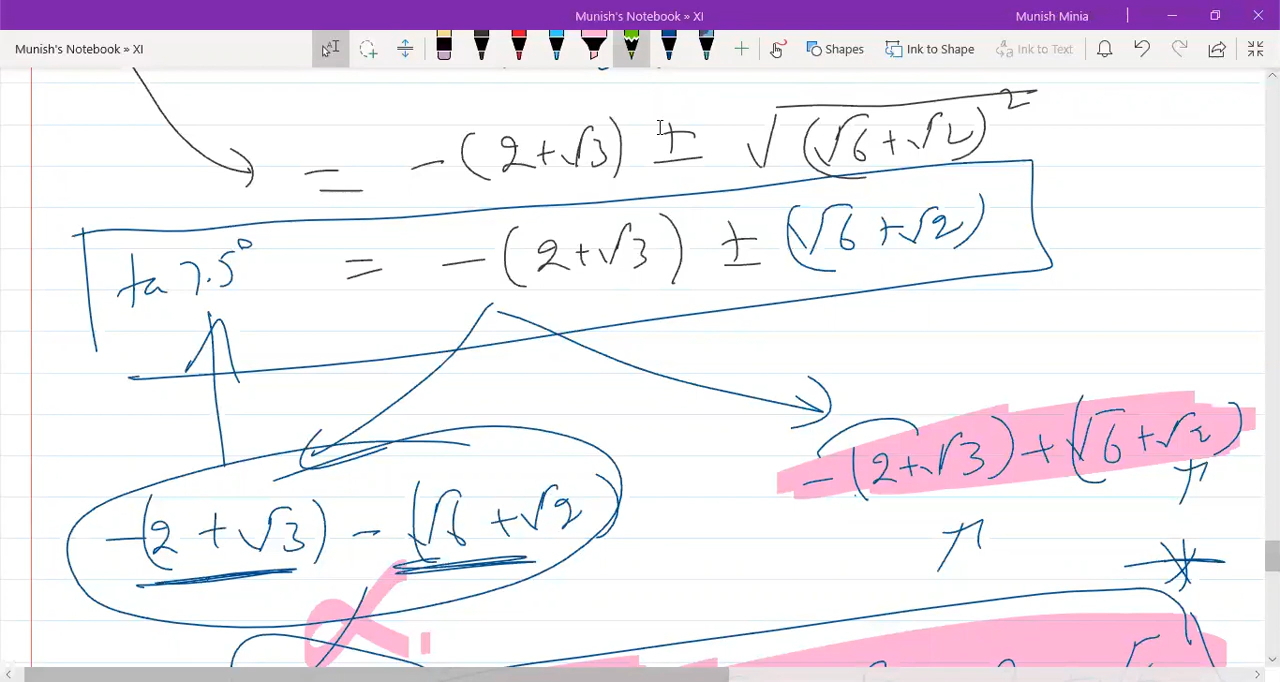 Munish's Notebook » XI
Munish Minia
Munish's Notebook » XI
Shapes
Ink to Shape
Ink to Text
= -(2+√3) ± √(√6+√2)²
ta 7.5° = -(2+√3) ± (√6+√2)
-(2+√3)+(√6+√2)
-(2+√3)-(√6+√2)